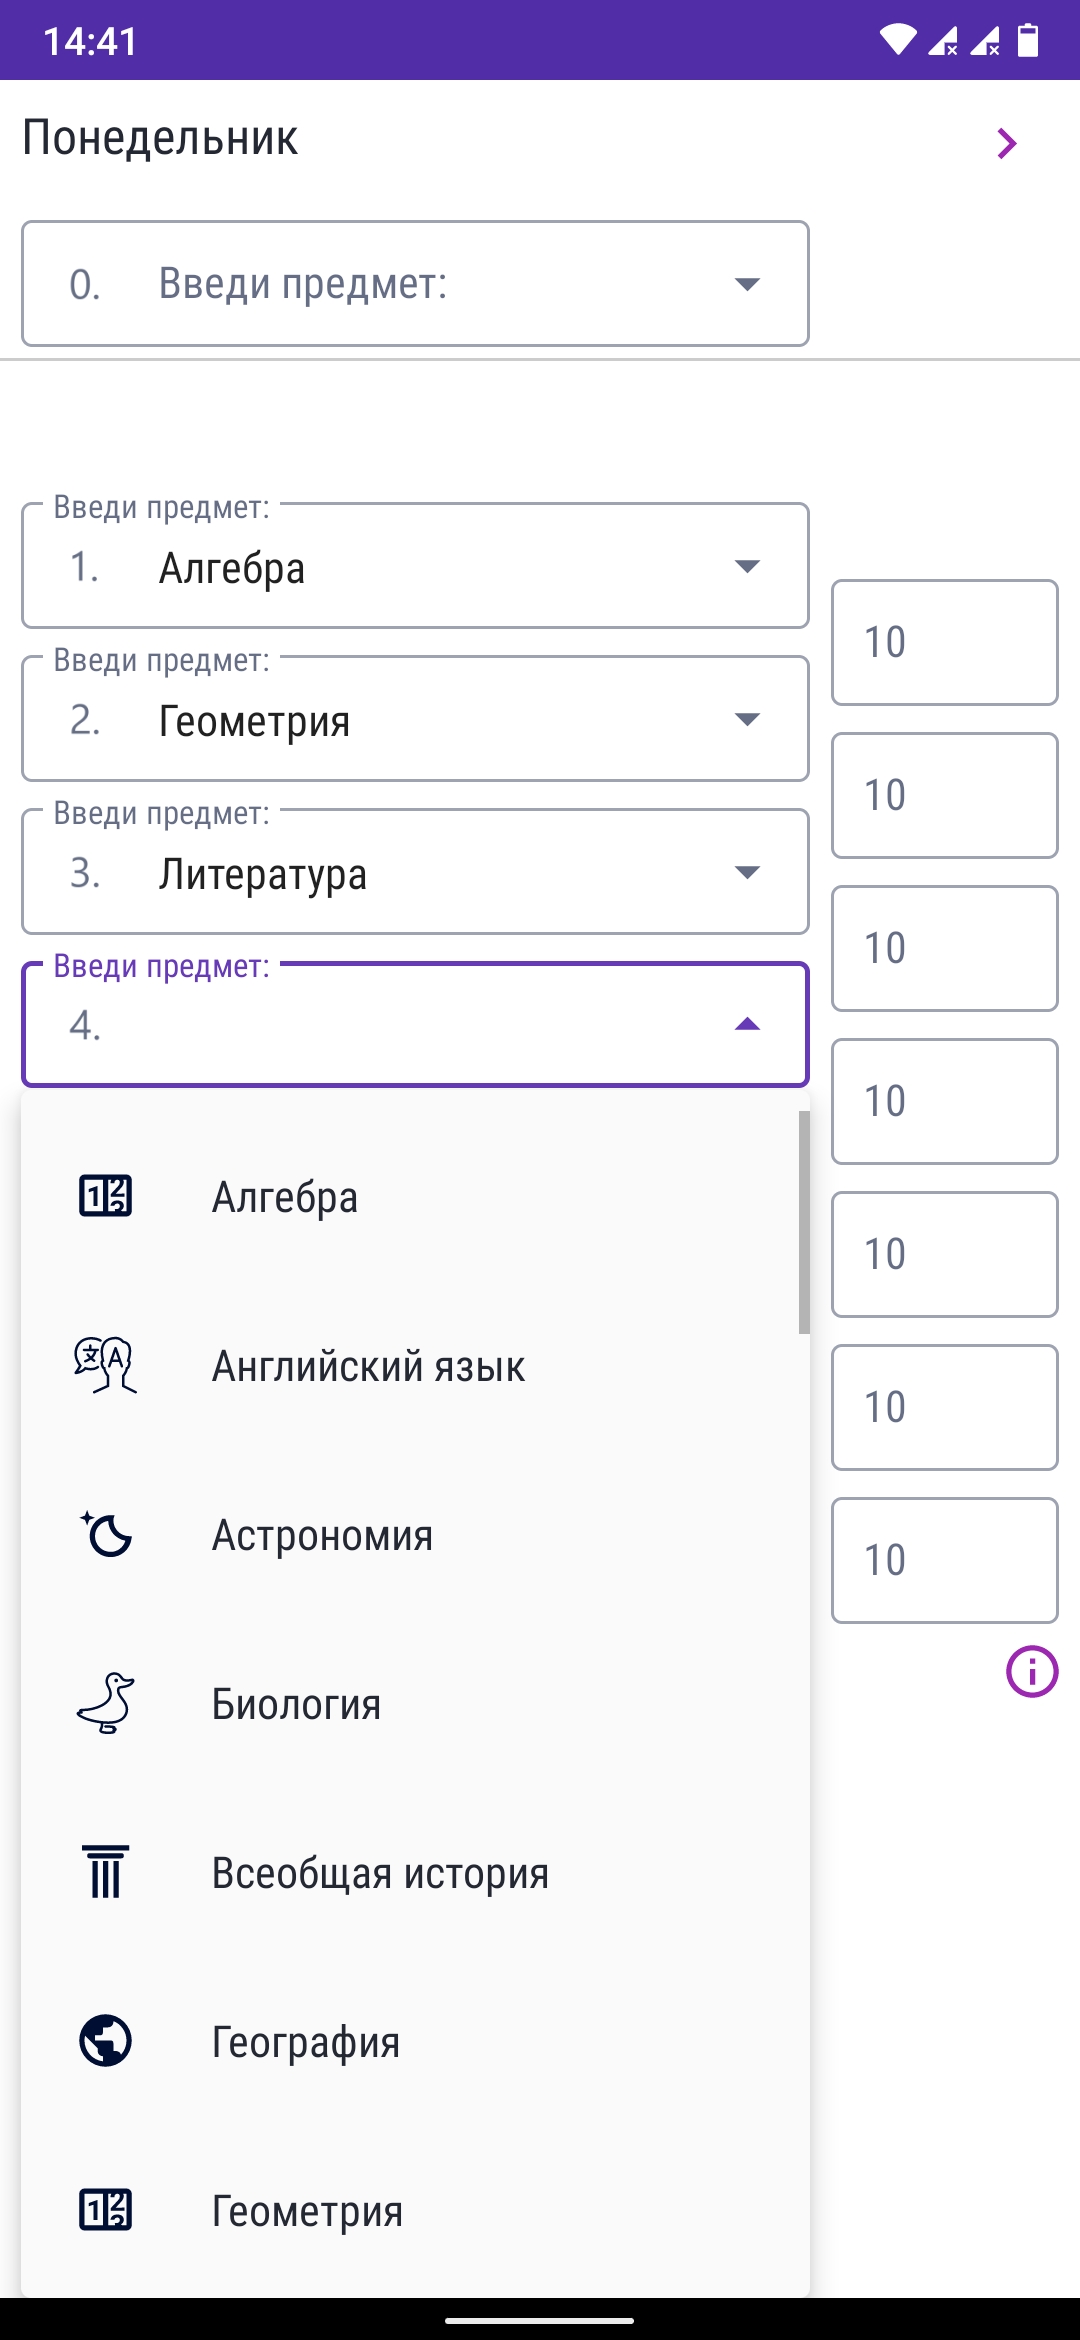 14:41
Понедельник
0. Введи предмет:
Введи предмет:
1. Алгебра
10
Введи предмет:
2. Геометрия
10
Введи предмет:
3. Литература
10
Введи предмет:
4.
10
Алгебра
10
Английский язык
10
Астрономия
10
Биология
Всеобщая история
География
Геометрия